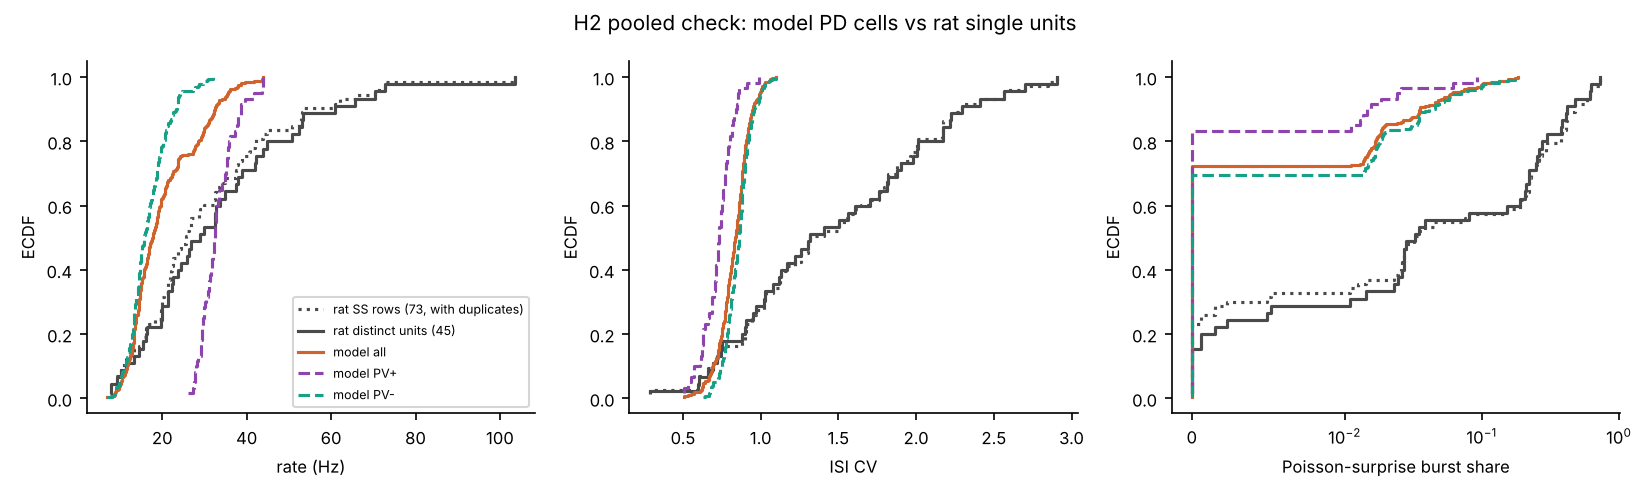 H2 pooled check: model PD cells vs rat single units
ECDF
1.0
0.8
0.6
0.4
0.2
0.0
20
40
60
80
100
rate (Hz)
rat SS rows (73, with duplicates)
rat distinct units (45)
model all
model PV+
model PV-
ECDF
1.0
0.8
0.6
0.4
0.2
0.0
0.5
1.0
1.5
2.0
2.5
3.0
ISI CV
ECDF
1.0
0.8
0.6
0.4
0.2
0.0
0
10⁻²
10⁻¹
10⁰
Poisson-surprise burst share